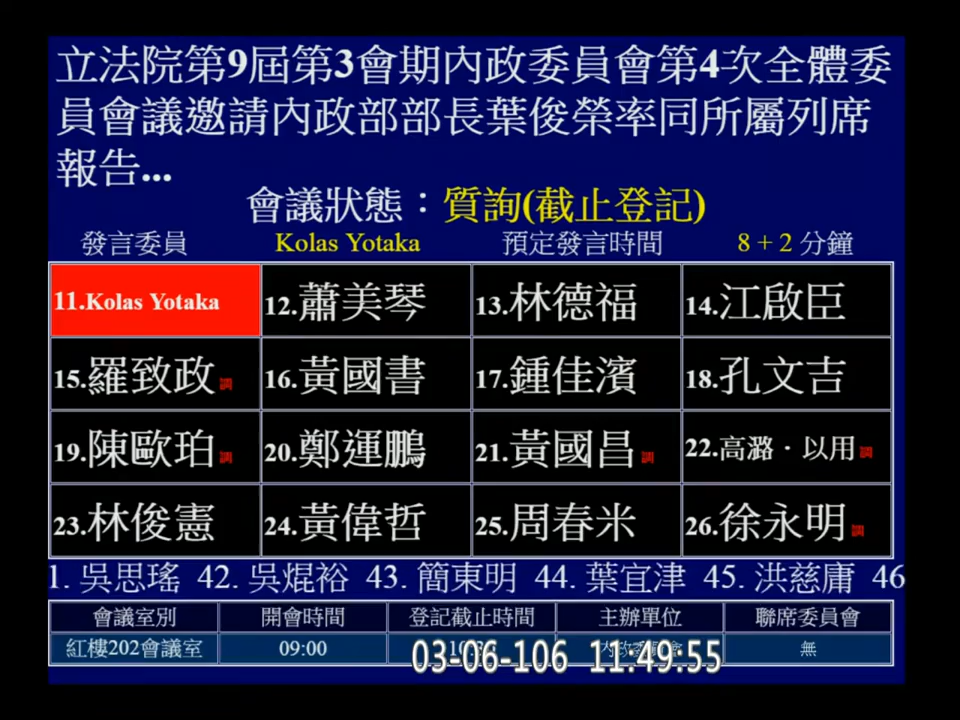 立法院第9屆第3會期內政委員會第4次全體委
員會議邀請內政部部長葉俊榮率同所屬列席
報告...
會議狀態：質詢(截止登記)
發言委員 Kolas Yotaka 預定發言時間 8 + 2 分鐘
11.Kolas Yotaka 12.蕭美琴 13.林德福 14.江啟臣
15.羅致政調 16.黃國書 17.鍾佳濱 18.孔文吉
19.陳歐珀調 20.鄭運鵬 21.黃國昌調 22.高潞．以用調
23.林俊憲 24.黃偉哲 25.周春米 26.徐永明調
1. 吳思瑤 42. 吳焜裕 43. 簡東明 44. 葉宜津 45. 洪慈庸 46
會議室別 開會時間 登記截止時間 主辦單位 聯席委員會
紅樓202會議室 09:00 無
03-06-106 11:49:55